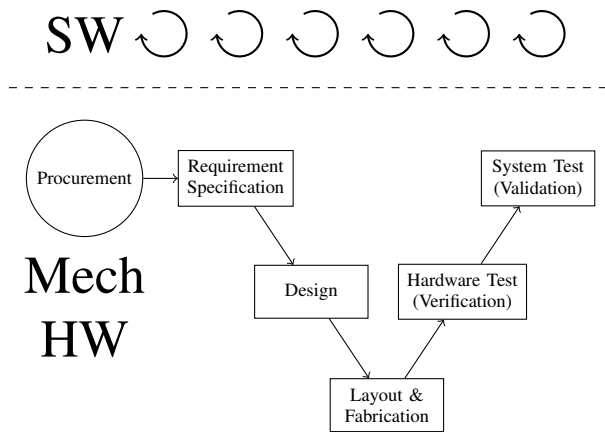 SW
Procurement
Requirement
Specification
System Test
(Validation)
Mech
HW
Design
Hardware Test
(Verification)
Layout &
Fabrication